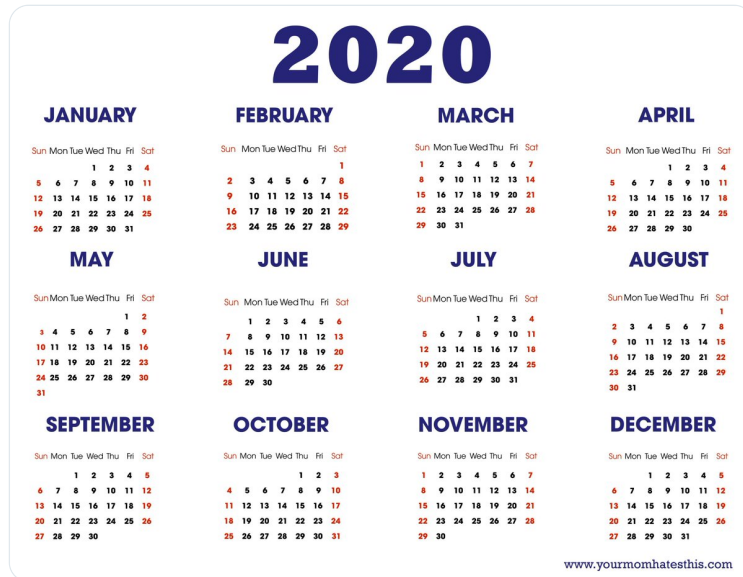 2020
JANUARY
Sun Mon Tue Wed Thu Fri Sat
1 2 3 4
5 6 7 8 9 10 11
12 13 14 15 16 17 18
19 20 21 22 23 24 25
26 27 28 29 30 31
FEBRUARY
Sun Mon Tue Wed Thu Fri Sat
1
2 3 4 5 6 7 8
9 10 11 12 13 14 15
16 17 18 19 20 21 22
23 24 25 26 27 28 29
MARCH
Sun Mon Tue Wed Thu Fri Sat
1 2 3 4 5 6 7
8 9 10 11 12 13 14
15 16 17 18 19 20 21
22 23 24 25 26 27 28
29 30 31
APRIL
Sun Mon Tue Wed Thu Fri Sat
1 2 3 4
5 6 7 8 9 10 11
12 13 14 15 16 17 18
19 20 21 22 23 24 25
26 27 28 29 30
MAY
Sun Mon Tue Wed Thu Fri Sat
1 2
3 4 5 6 7 8 9
10 11 12 13 14 15 16
17 18 19 20 21 22 23
24 25 26 27 28 29 30
31
JUNE
Sun Mon Tue Wed Thu Fri Sat
1 2 3 4 5 6
7 8 9 10 11 12 13
14 15 16 17 18 19 20
21 22 23 24 25 26 27
28 29 30
JULY
Sun Mon Tue Wed Thu Fri Sat
1 2 3 4
5 6 7 8 9 10 11
12 13 14 15 16 17 18
19 20 21 22 23 24 25
26 27 28 29 30 31
AUGUST
Sun Mon Tue Wed Thu Fri Sat
1
2 3 4 5 6 7 8
9 10 11 12 13 14 15
16 17 18 19 20 21 22
23 24 25 26 27 28 29
30 31
SEPTEMBER
Sun Mon Tue Wed Thu Fri Sat
1 2 3 4 5
6 7 8 9 10 11 12
13 14 15 16 17 18 19
20 21 22 23 24 25 26
27 28 29 30
OCTOBER
Sun Mon Tue Wed Thu Fri Sat
1 2 3
4 5 6 7 8 9 10
11 12 13 14 15 16 17
18 19 20 21 22 23 24
25 26 27 28 29 30 31
NOVEMBER
Sun Mon Tue Wed Thu Fri Sat
1 2 3 4 5 6 7
8 9 10 11 12 13 14
15 16 17 18 19 20 21
22 23 24 25 26 27 28
29 30
DECEMBER
Sun Mon Tue Wed Thu Fri Sat
1 2 3 4 5
6 7 8 9 10 11 12
13 14 15 16 17 18 19
20 21 22 23 24 25 26
27 28 29 30 31
www.yourmomhatesthis.com